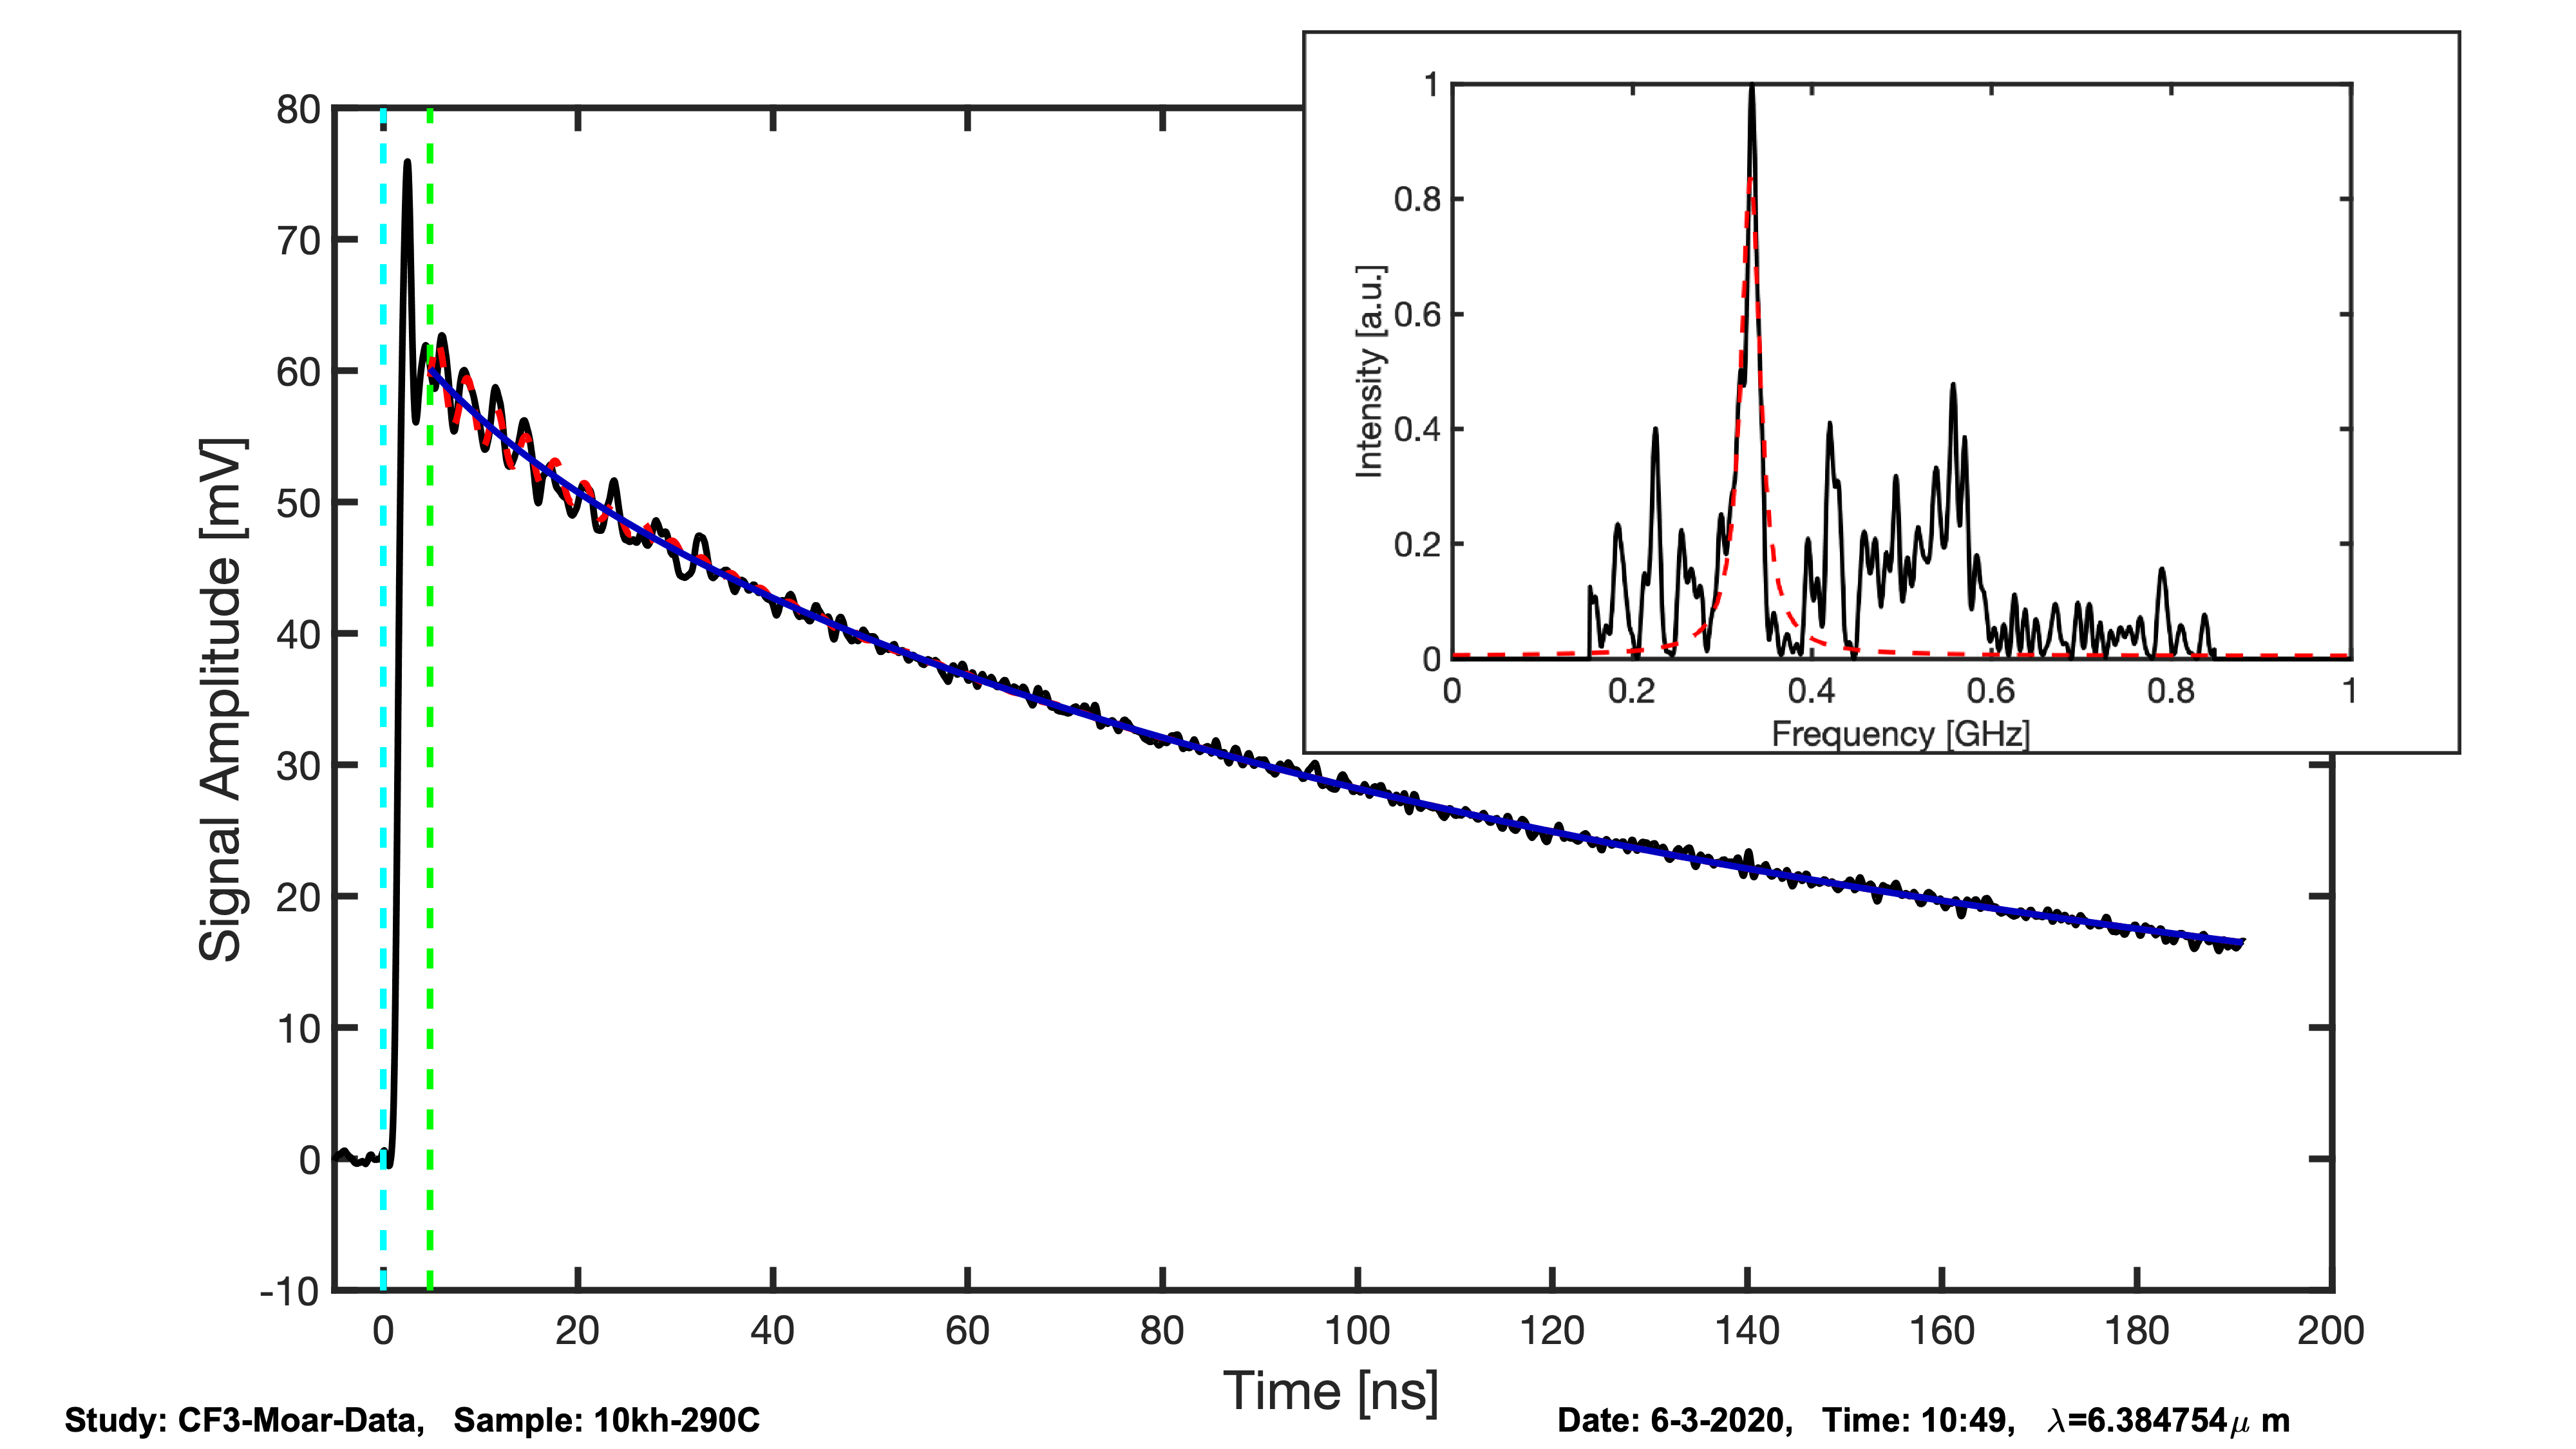 80
70
60
50
40
30
20
10
0
-10
Signal Amplitude [mV]
0 20 40 60 80 100 120 140 160 180 200
Time [ns]
1
0.8
0.6
0.4
0.2
0
Intensity [a.u.]
0 0.2 0.4 0.6 0.8 1
Frequency [GHz]
Study: CF3-Moar-Data, Sample: 10kh-290C
Date: 6-3-2020, Time: 10:49, λ=6.384754μ m